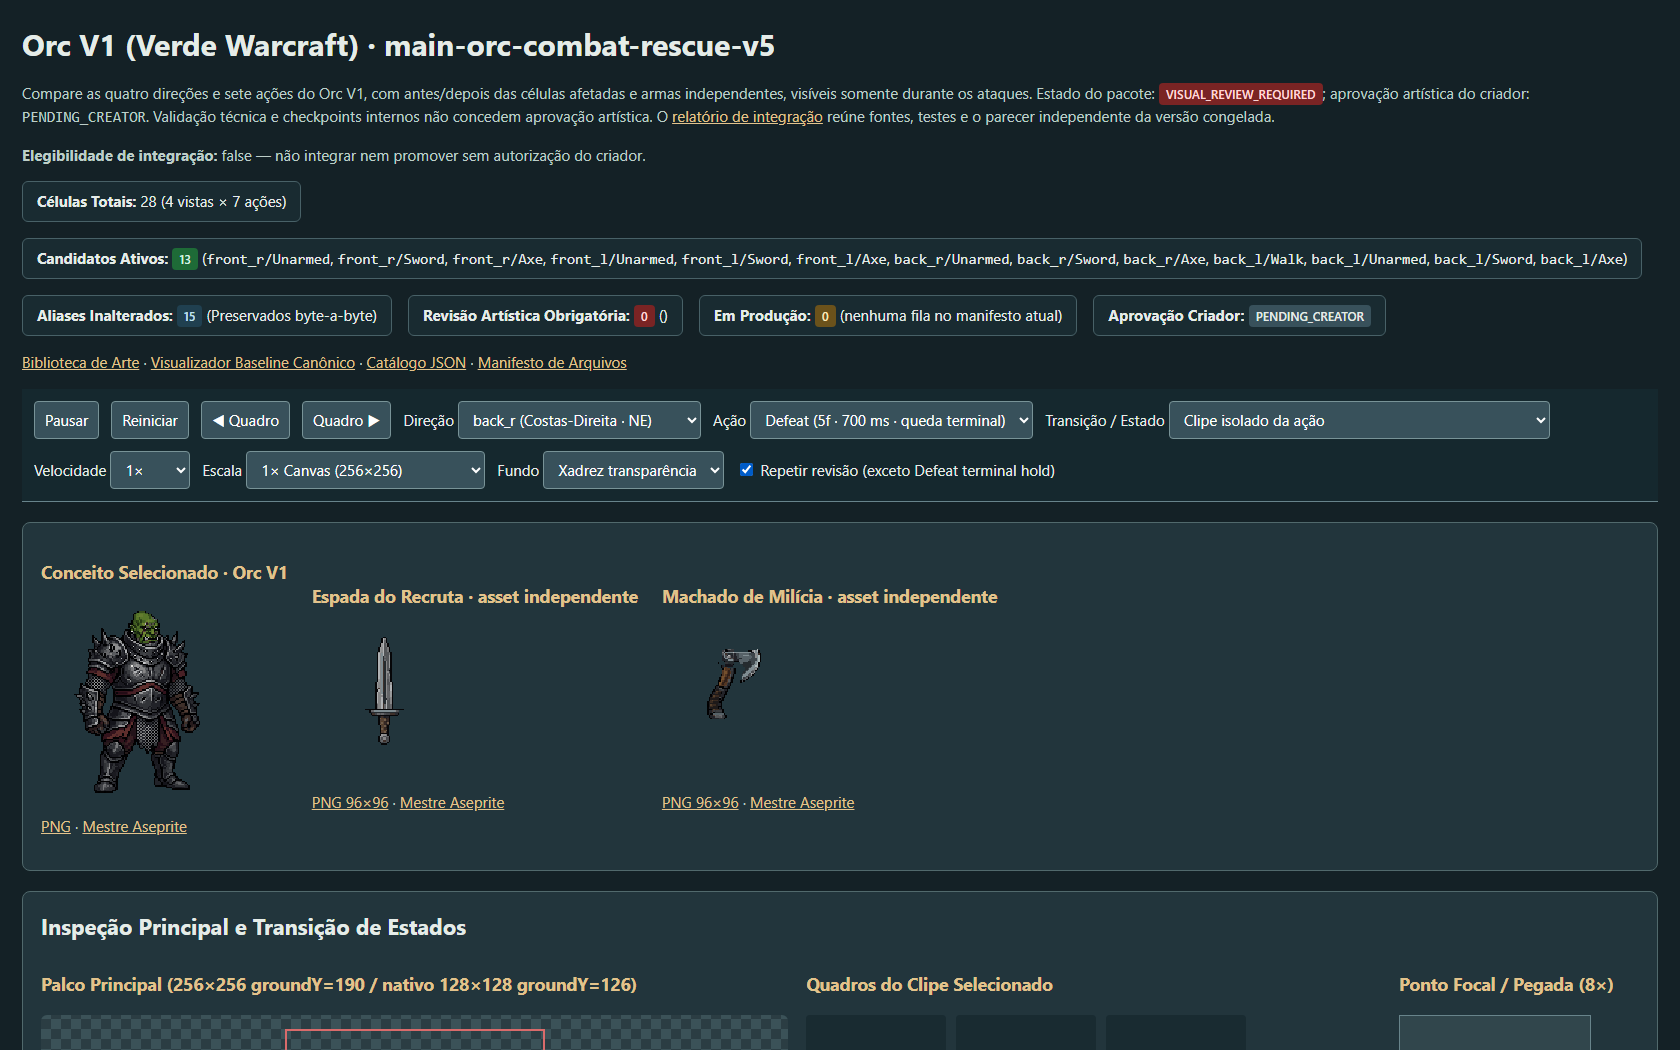 Orc V1 (Verde Warcraft) · main-orc-combat-rescue-v5
Compare as quatro direções e sete ações do Orc V1, com antes/depois das células afetadas e armas independentes, visíveis somente durante os ataques. Estado do pacote: VISUAL_REVIEW_REQUIRED; aprovação artística do criador:
PENDING_CREATOR. Validação técnica e checkpoints internos não concedem aprovação artística. O relatório de integração reúne fontes, testes e o parecer independente da versão congelada.
Elegibilidade de integração: false — não integrar nem promover sem autorização do criador.
Células Totais: 28 (4 vistas × 7 ações)
Candidatos Ativos: 13 (front_r/Unarmed, front_r/Sword, front_r/Axe, front_l/Unarmed, front_l/Sword, front_l/Axe, back_r/Unarmed, back_r/Sword, back_r/Axe, back_l/Walk, back_l/Unarmed, back_l/Sword, back_l/Axe)
Aliases Inalterados: 15 (Preservados byte-a-byte) Revisão Artística Obrigatória: 0 () Em Produção: 0 (nenhuma fila no manifesto atual) Aprovação Criador: PENDING_CREATOR
Biblioteca de Arte · Visualizador Baseline Canônico · Catálogo JSON · Manifesto de Arquivos
Pausar Reiniciar ◀ Quadro Quadro ▶ Direção back_r (Costas-Direita · NE) Ação Defeat (5f · 700 ms · queda terminal) Transição / Estado Clipe isolado da ação
Velocidade 1× Escala 1× Canvas (256×256) Fundo Xadrez transparência Repetir revisão (exceto Defeat terminal hold)
Conceito Selecionado · Orc V1
Espada do Recruta · asset independente Machado de Milícia · asset independente
PNG 96×96 · Mestre Aseprite PNG 96×96 · Mestre Aseprite
PNG · Mestre Aseprite
Inspeção Principal e Transição de Estados
Palco Principal (256×256 groundY=190 / nativo 128×128 groundY=126) Quadros do Clipe Selecionado Ponto Focal / Pegada (8×)